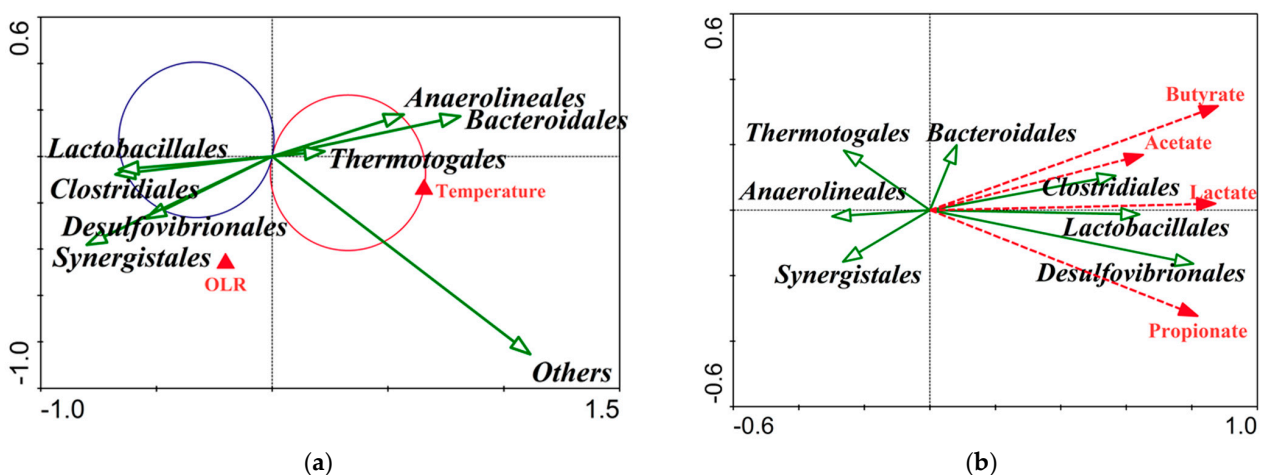 0.6
Anaerolineales
Bacteroidales
Lactobacillales
Thermotogales
Clostridiales
Temperature
Desulfovibrionales
Synergistales
OLR
Others
-1.0
-1.0
1.5
(a)
0.6
Butyrate
Thermotogales
Bacteroidales
Acetate
Clostridiales
Anaerolineales
Lactate
Lactobacillales
Synergistales
Desulfovibrionales
Propionate
-0.6
-0.6
1.0
(b)